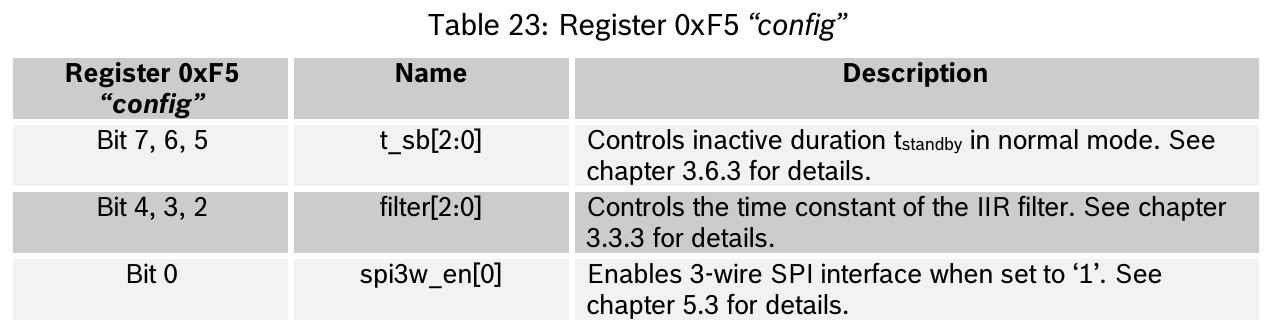 Table 23: Register 0xF5 “config”
Register 0xF5 Name Description
“config”
Bit 7, 6, 5 t_sb[2:0] Controls inactive duration tstandby in normal mode. See
chapter 3.6.3 for details.
Bit 4, 3, 2 filter[2:0] Controls the time constant of the IIR filter. See chapter
3.3.3 for details.
Bit 0 spi3w_en[0] Enables 3-wire SPI interface when set to ‘1’. See
chapter 5.3 for details.